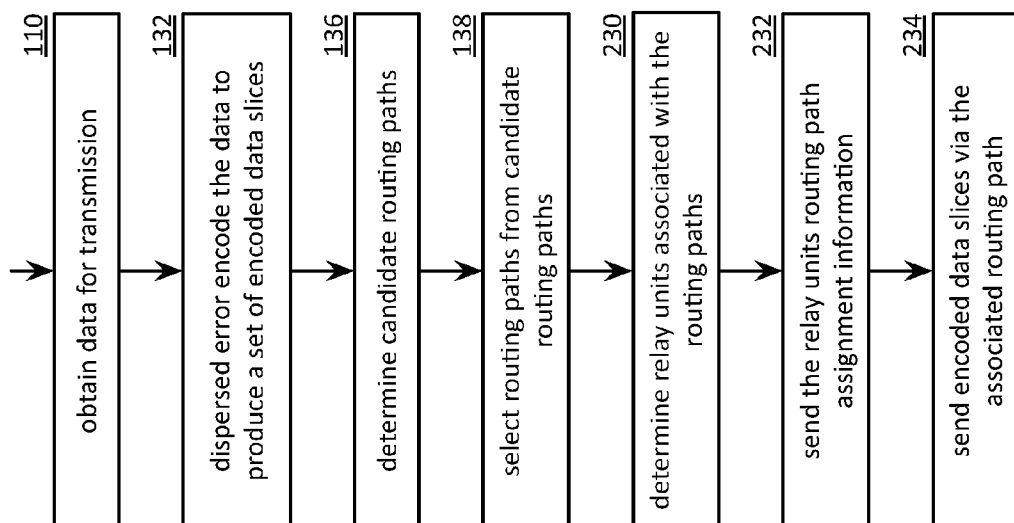 110
obtain data for transmission
132
dispersed error encode the data to
produce a set of encoded data slices
136
determine candidate routing paths
138
select routing paths from candidate
routing paths
230
determine relay units associated with the
routing paths
232
send the relay units routing path
assignment information
234
send encoded data slices via the
associated routing path